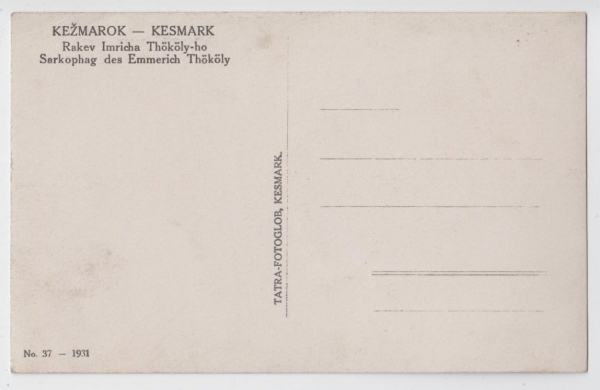 KEŽMAROK — KESMARK
Rakev Imricha Thököly-ho
Sarkophag des Emmerich Thököly
TATRA-FOTOGLOB, KESMARK.
No. 37 — 1931